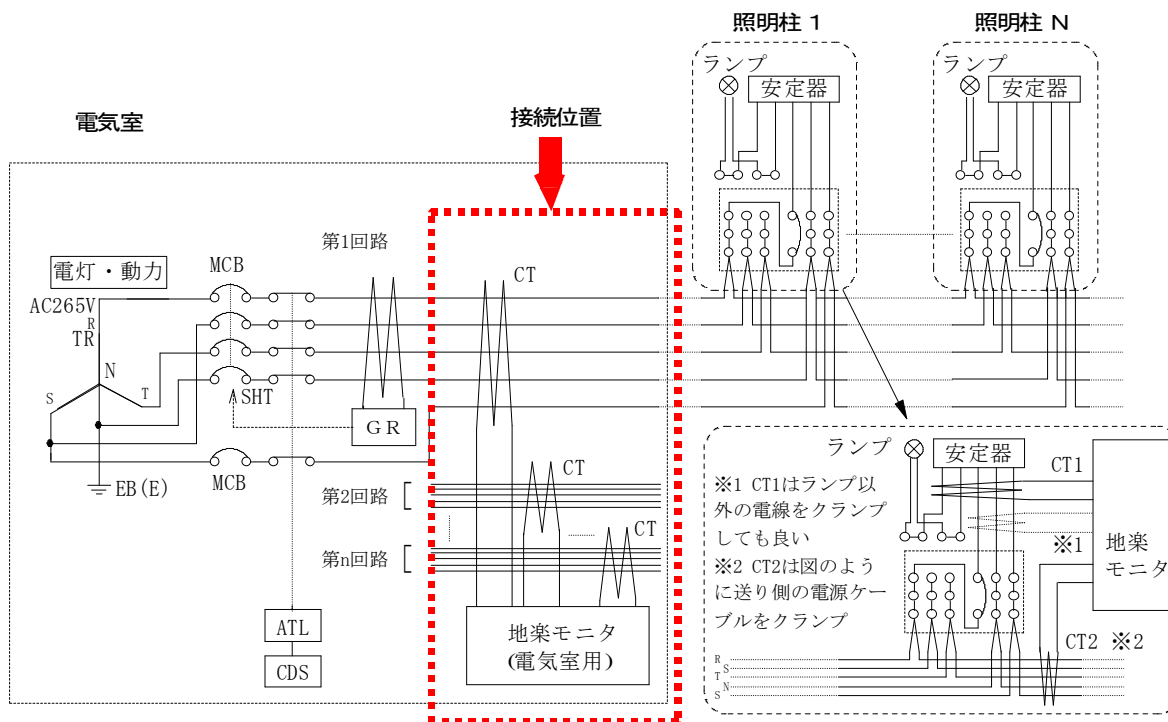 照明柱 1
照明柱 N
ランプ
安定器
ランプ
安定器
電気室
接続位置
第1回路
CT
電灯・動力
MCB
AC265V
R
TR
N
S
T
SHT
GR
MCB
EB(E)
CT
第2回路
CT
第n回路
ATL
CDS
地楽モニタ
(電気室用)
ランプ
安定器
CT1
※1 CT1はランプ以
外の電線をクランプ
しても良い
※2 CT2は図のよう
に送り側の電源ケー
ブルをクランプ
※1
地楽
モニタ
CT2 ※2
R
S
T
N
S